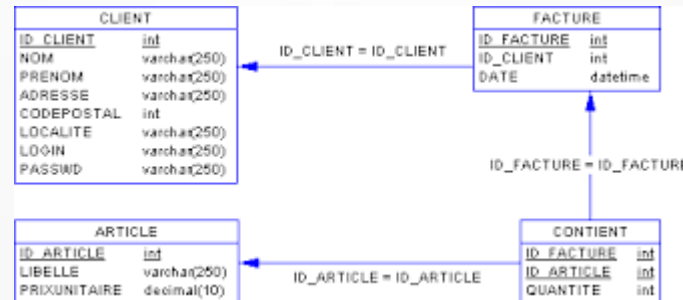 CLIENT
ID_CLIENT int
NOM varchar(250)
PRENOM varchar(250)
ADRESSE varchar(250)
CODEPOSTAL int
LOCALITE varchar(250)
LOGIN varchar(250)
PASSWD varchar(250)
ID_CLIENT = ID_CLIENT
FACTURE
ID_FACTURE int
ID_CLIENT int
DATE datetime
ID_FACTURE = ID_FACTURE
ARTICLE
ID_ARTICLE int
LIBELLE varchar(250)
PRIXUNITAIRE decimal(10)
ID_ARTICLE = ID_ARTICLE
CONTIENT
ID_FACTURE int
ID_ARTICLE int
QUANTITE int